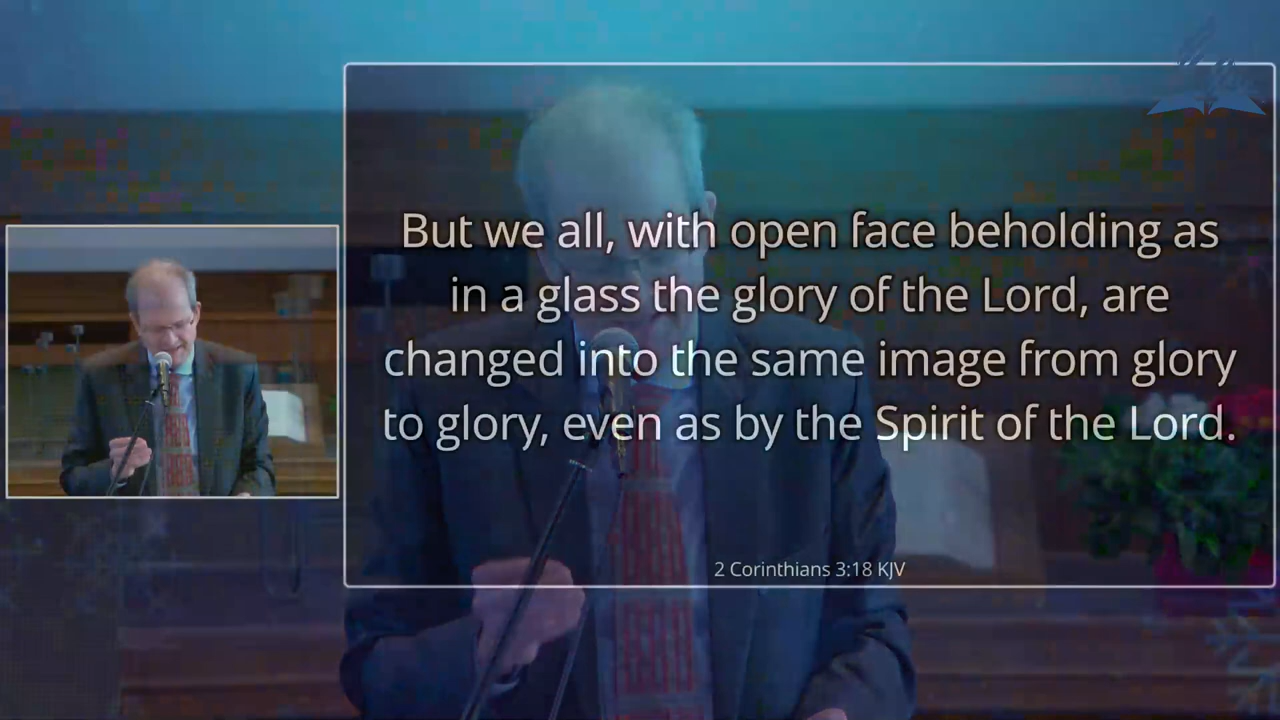 But we all, with open face beholding as
in a glass the glory of the Lord, are
changed into the same image from glory
to glory, even as by the Spirit of the Lord.
2 Corinthians 3:18 KJV